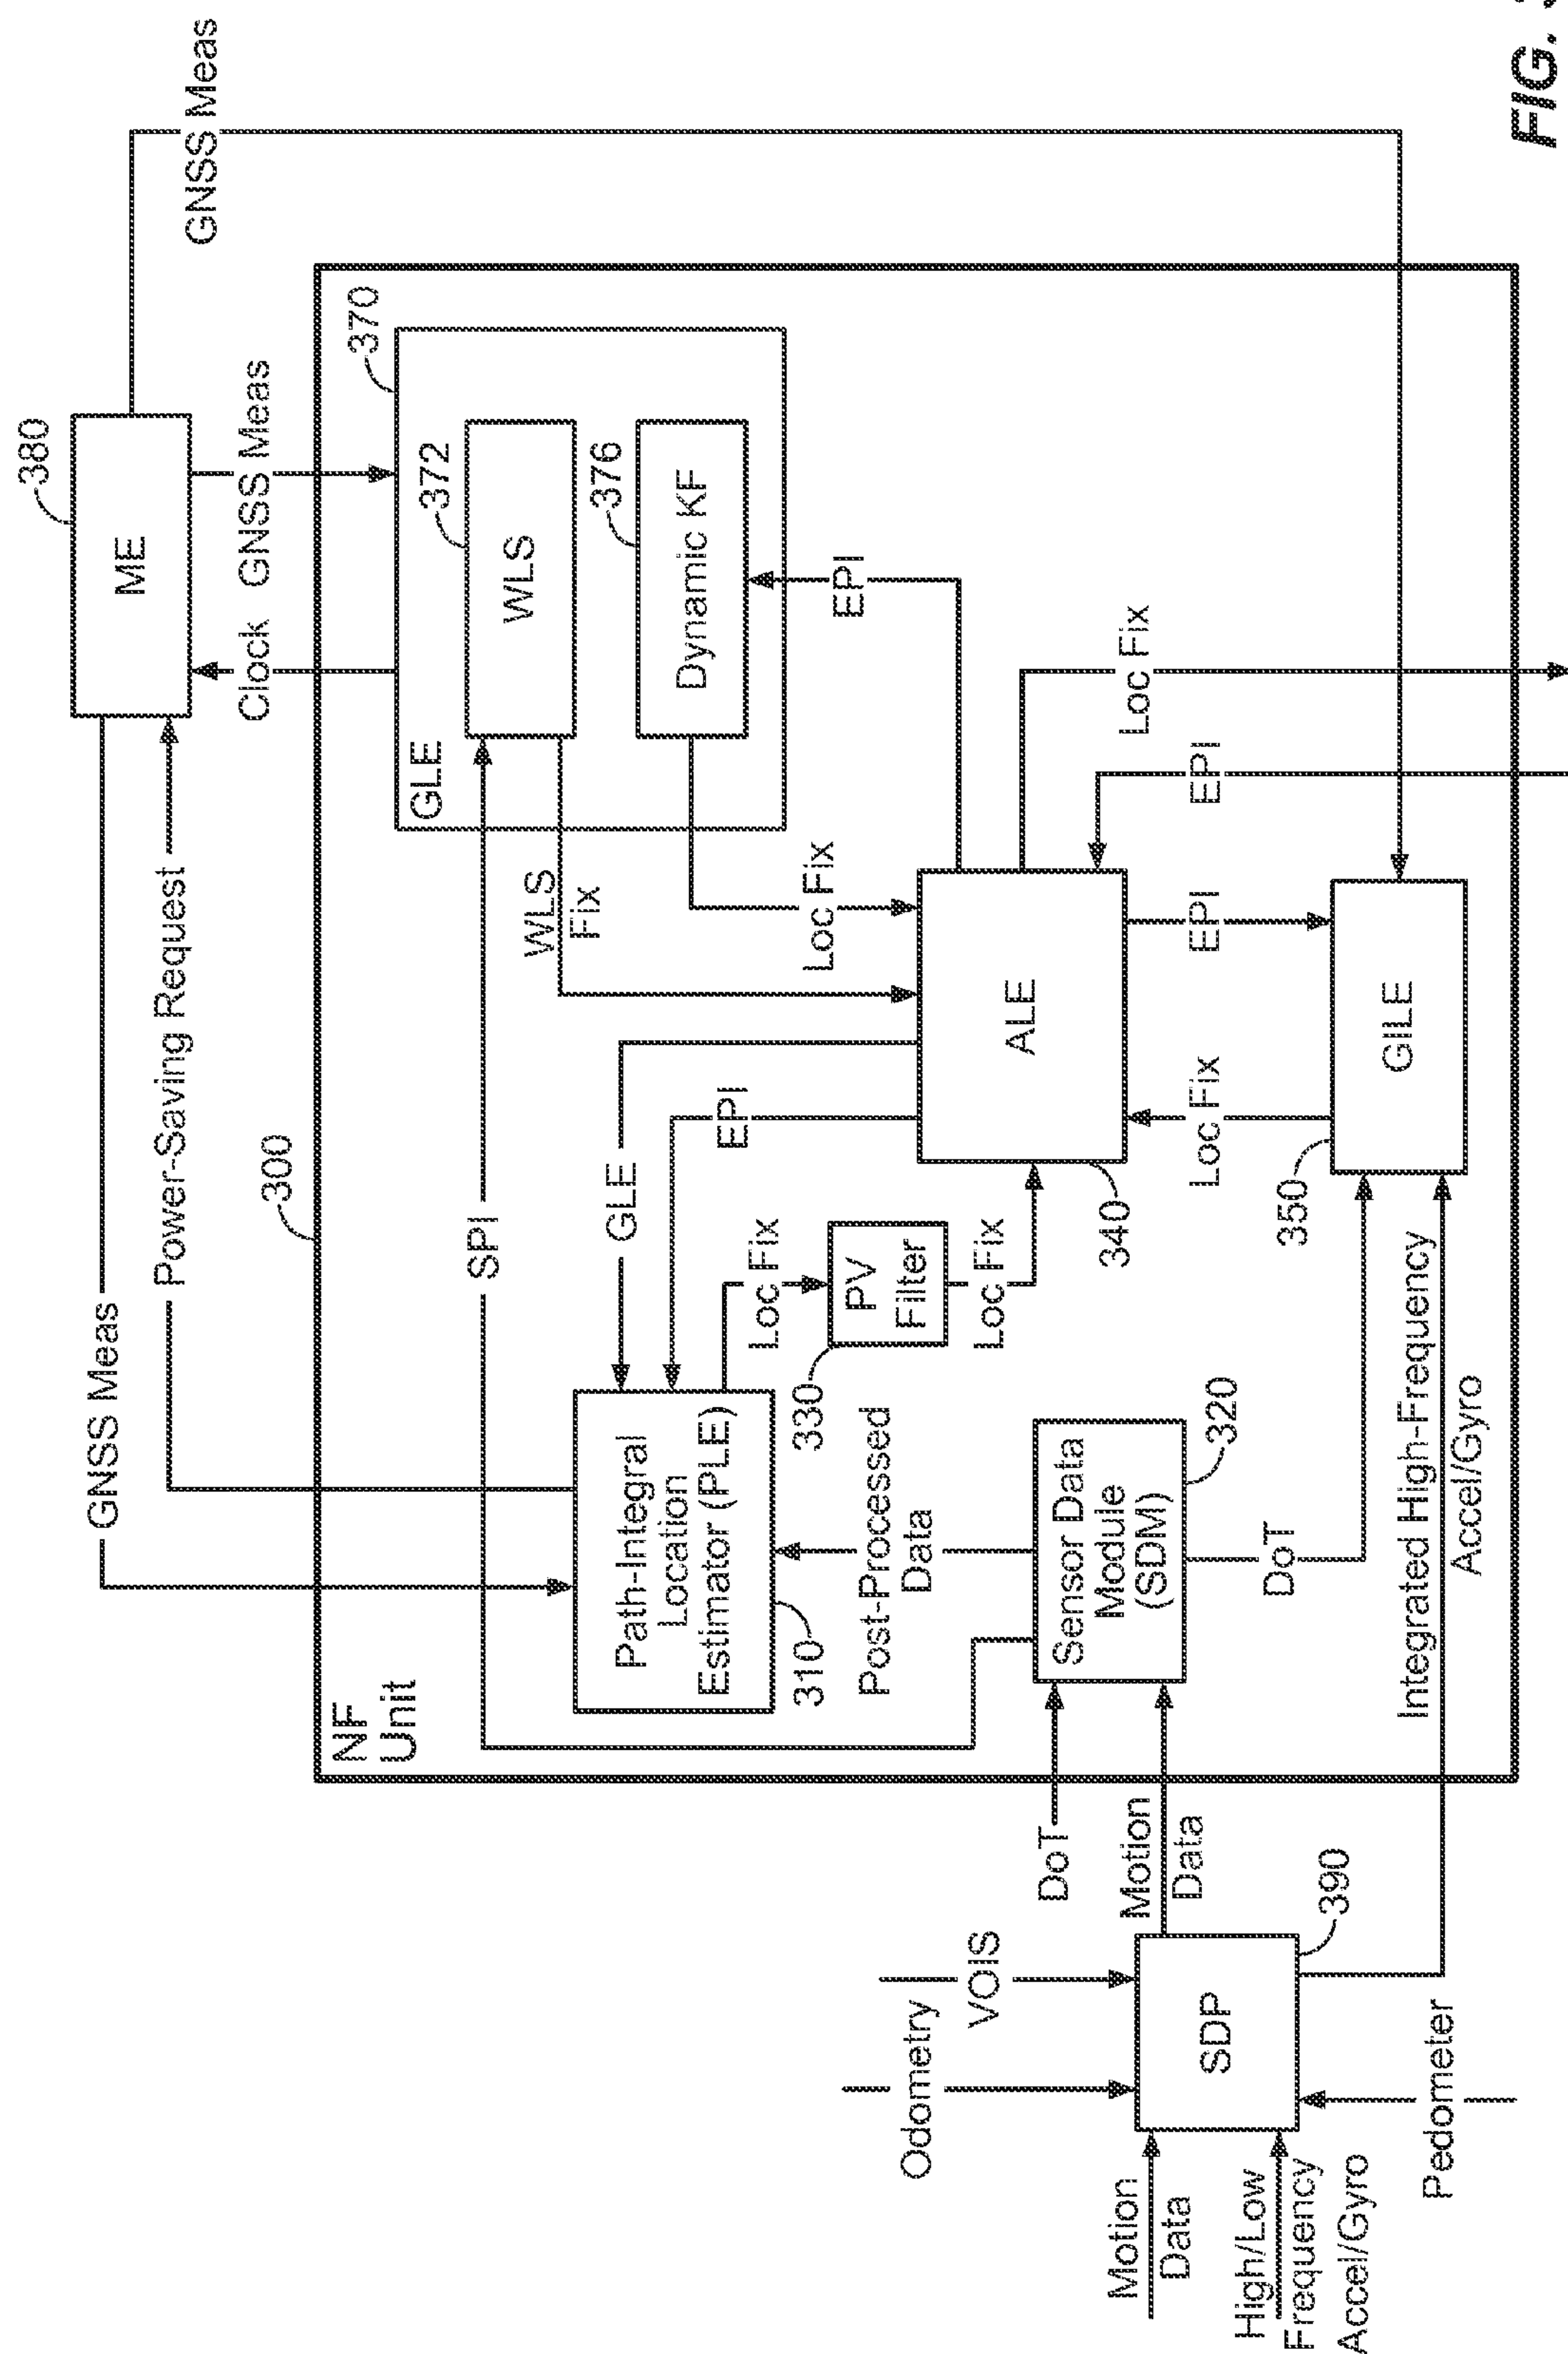 380
ME
GNSS Meas
Power-Saving Request
GNSS Meas
Clock
GNSS Meas
300
NF
Unit
370
GLE
372
WLS
376
Dynamic KF
SPI
WLS
Fix
Loc Fix
EPI
GLE
EPI
Path-Integral
Location
Estimator (PLE)
310
Loc Fix
330
PV
Filter
Loc Fix
ALE
340
Post-Processed
Data
Sensor Data
Module
(SDM)
320
DoT
Loc Fix
EPI
EPI
Loc Fix
350
GILE
Integrated High-Frequency
Accel/Gyro
DoT
Motion
Data
Odometry
VOIS
SDP
390
Motion
Data
High/Low
Frequency
Accel/Gyro
Pedometer
FIG.